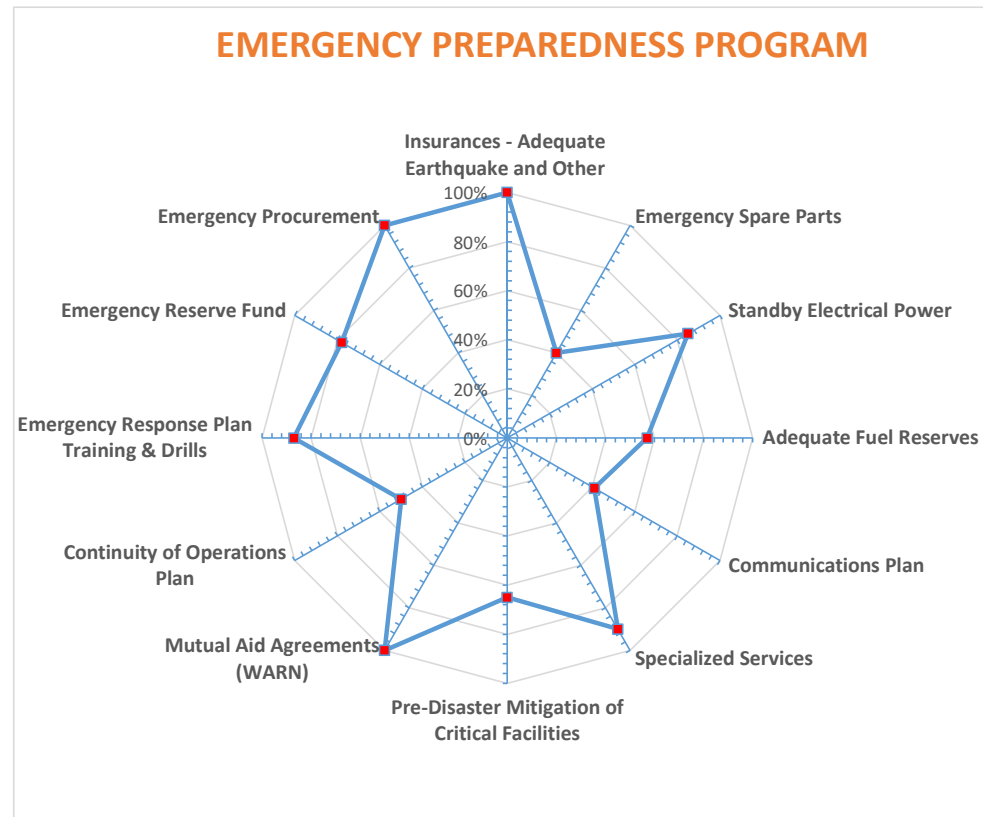 EMERGENCY PREPAREDNESS PROGRAM
Insurances - Adequate
Earthquake and Other
100%
80%
60%
40%
20%
0%
Emergency Spare Parts
Standby Electrical Power
Adequate Fuel Reserves
Communications Plan
Specialized Services
Pre-Disaster Mitigation of
Critical Facilities
Mutual Aid Agreements
(WARN)
Continuity of Operations
Plan
Emergency Response Plan
Training & Drills
Emergency Reserve Fund
Emergency Procurement